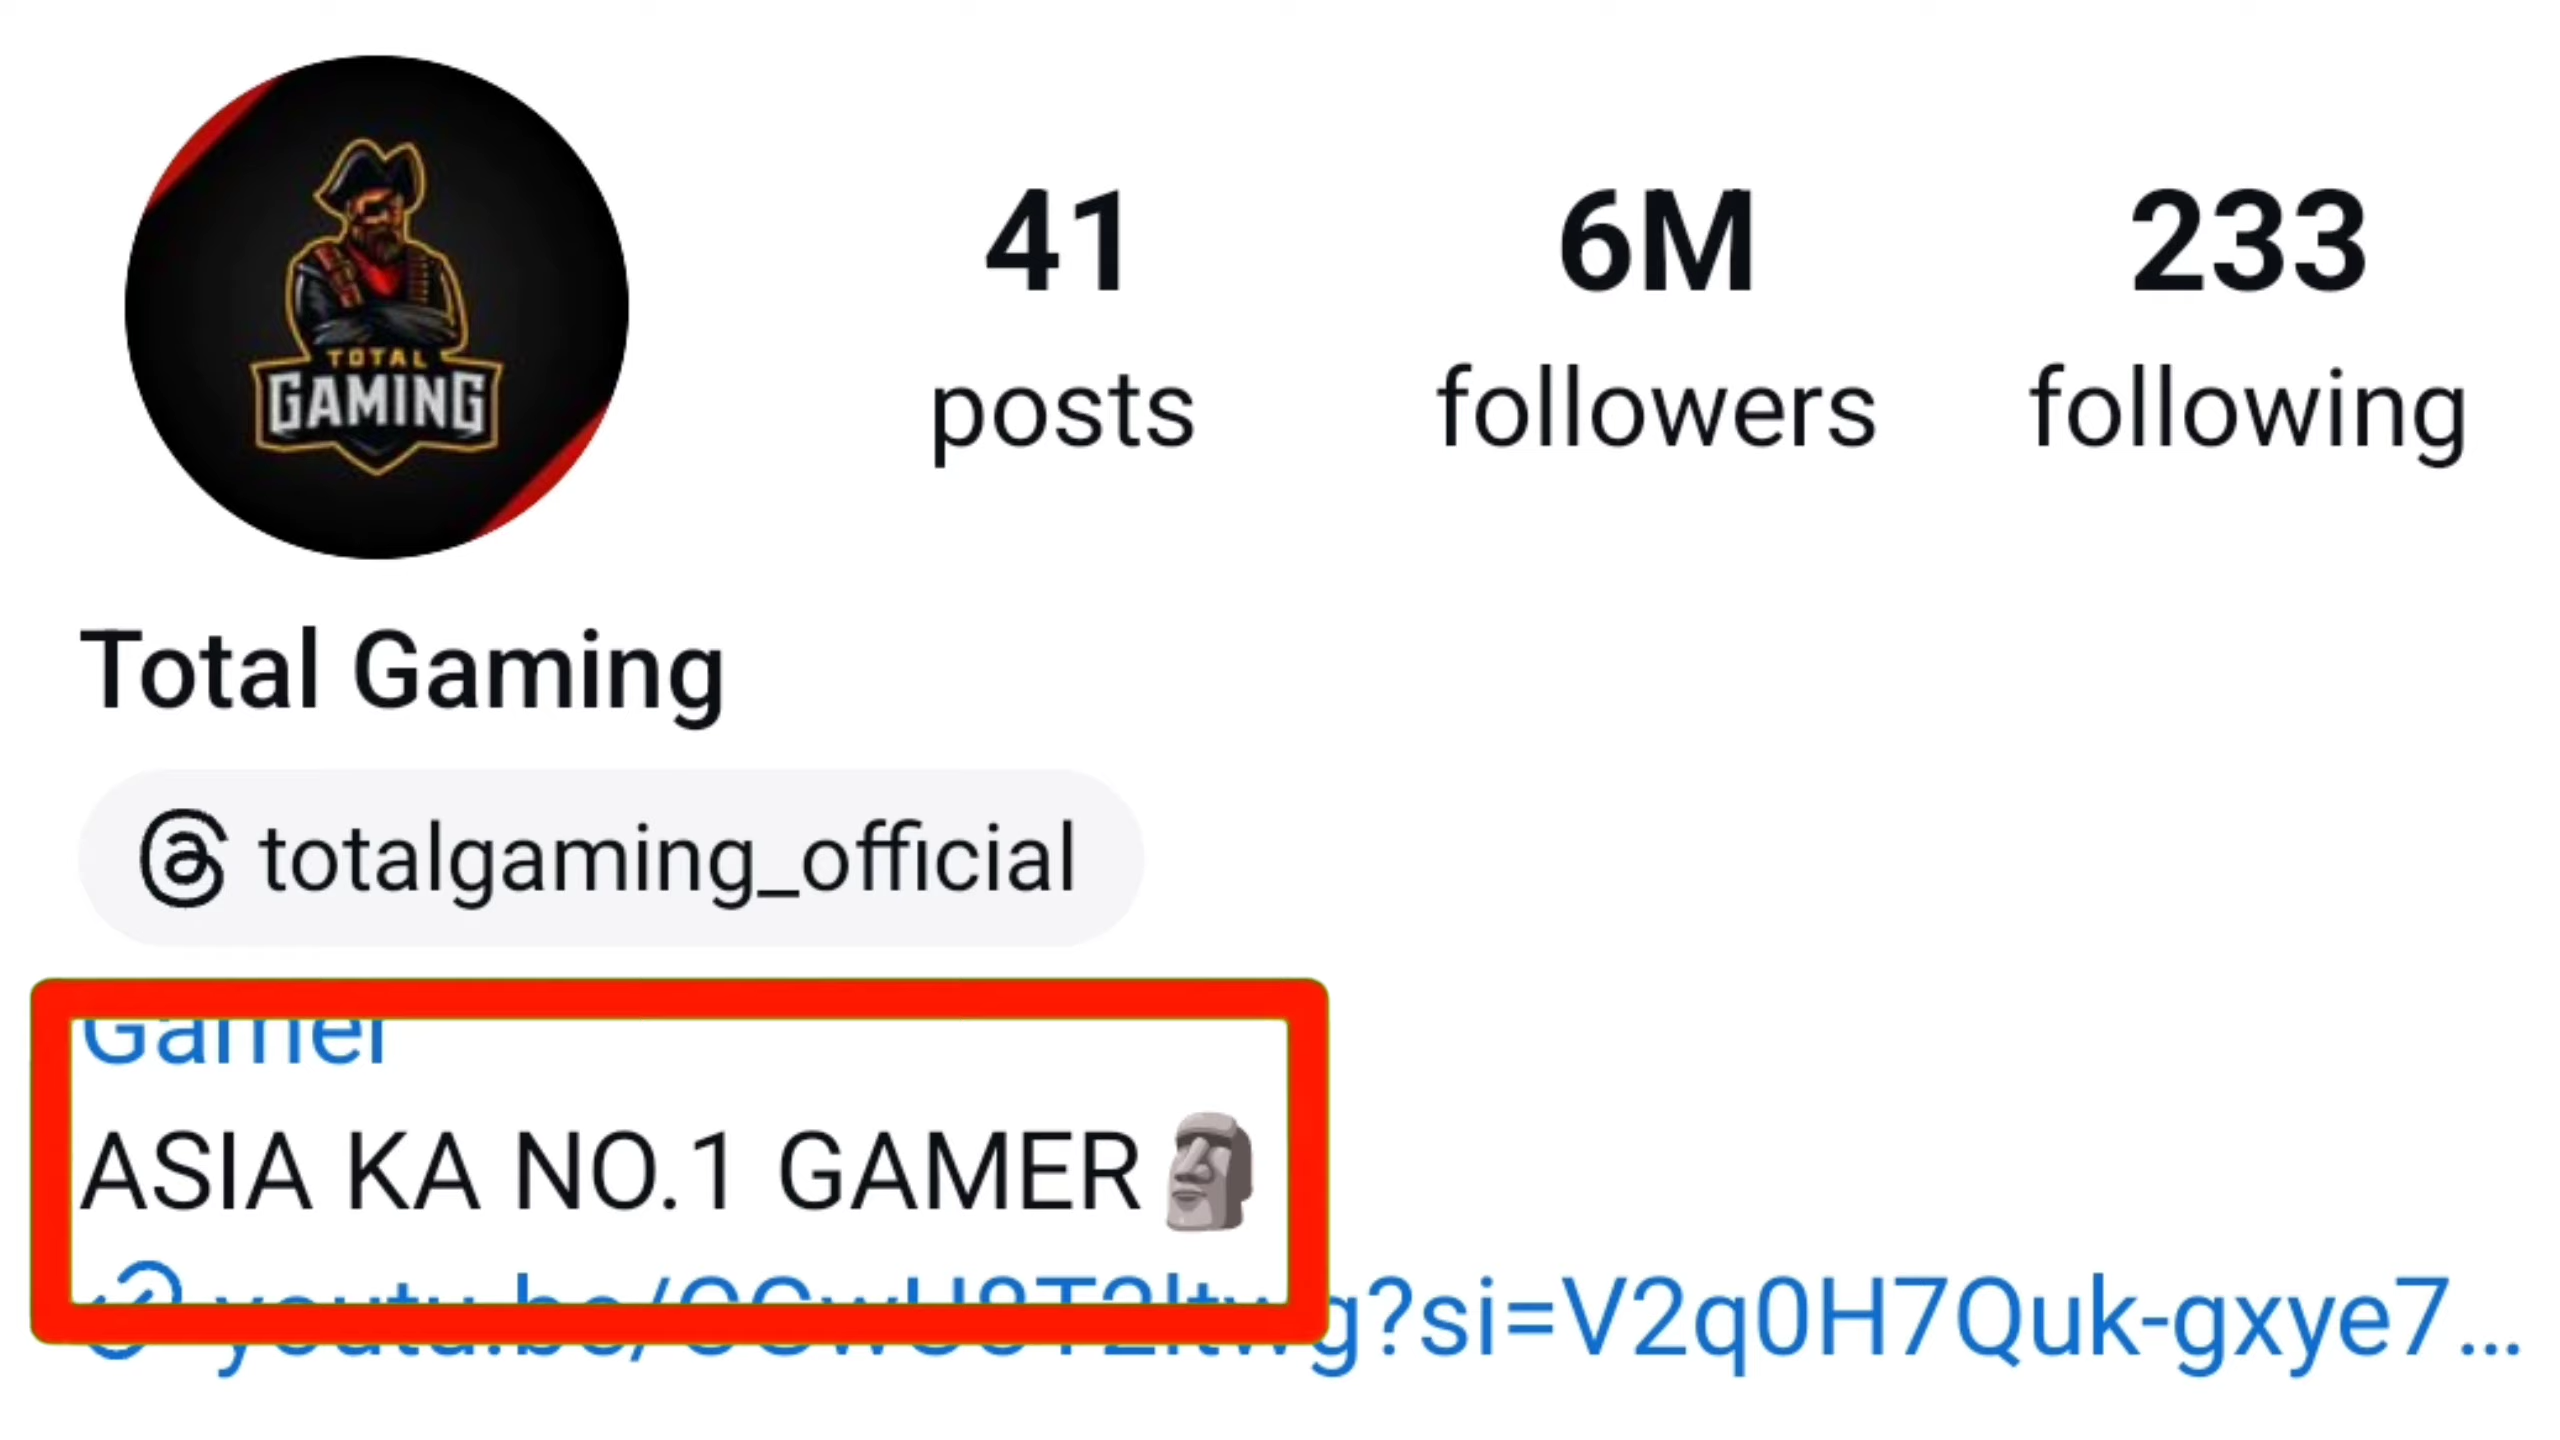 TOTAL
GAMING
41 6M 233
posts followers following
Total Gaming
totalgaming_official
Gamer
ASIA KA NO.1 GAMER🗿
g?si=V2q0H7Quk-gxye7...